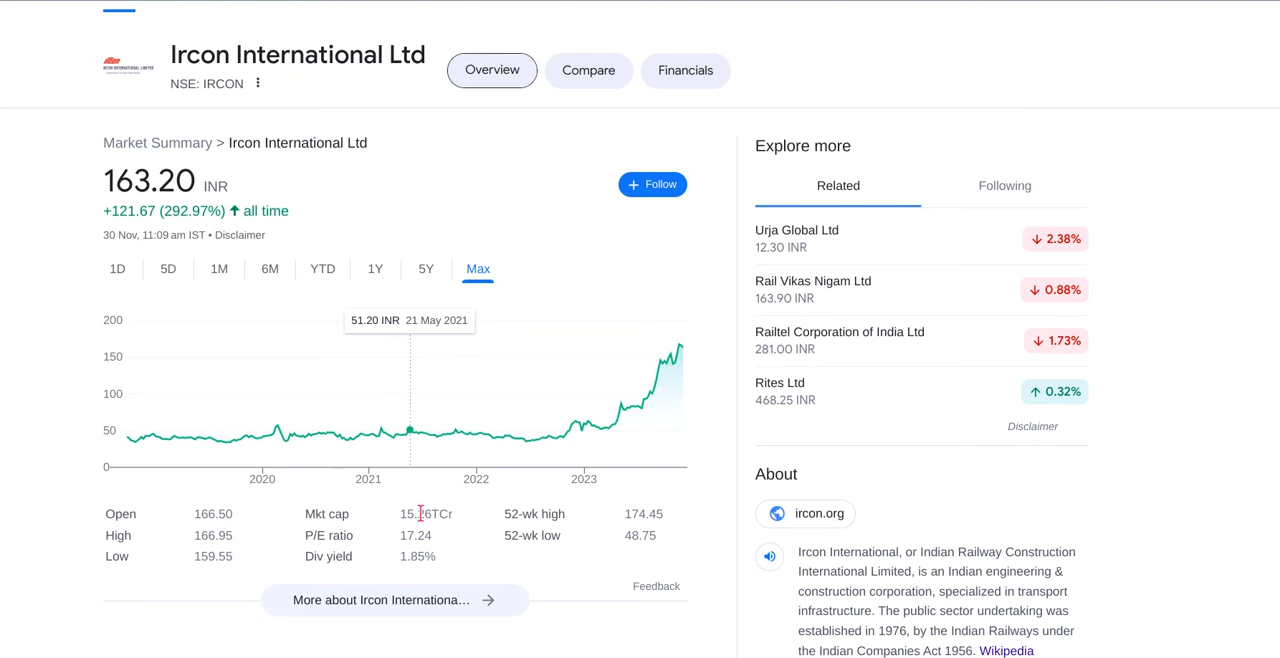 Ircon International Ltd
NSE: IRCON
Overview
Compare
Financials
Market Summary > Ircon International Ltd
163.20 INR
+121.67 (292.97%) ↑ all time
30 Nov, 11:09 am IST • Disclaimer
+ Follow
1D 5D 1M 6M YTD 1Y 5Y Max
51.20 INR 21 May 2021
200
150
100
50
0
2020 2021 2022 2023
Open 166.50 Mkt cap 15.26TCr 52-wk high 174.45
High 166.95 P/E ratio 17.24 52-wk low 48.75
Low 159.55 Div yield 1.85%
Feedback
More about Ircon Internationa… →
Explore more
Related Following
Urja Global Ltd
12.30 INR
↓ 2.38%
Rail Vikas Nigam Ltd
163.90 INR
↓ 0.88%
Railtel Corporation of India Ltd
281.00 INR
↓ 1.73%
Rites Ltd
468.25 INR
↑ 0.32%
Disclaimer
About
ircon.org
Ircon International, or Indian Railway Construction
International Limited, is an Indian engineering &
construction corporation, specialized in transport
infrastructure. The public sector undertaking was
established in 1976, by the Indian Railways under
the Indian Companies Act 1956. Wikipedia